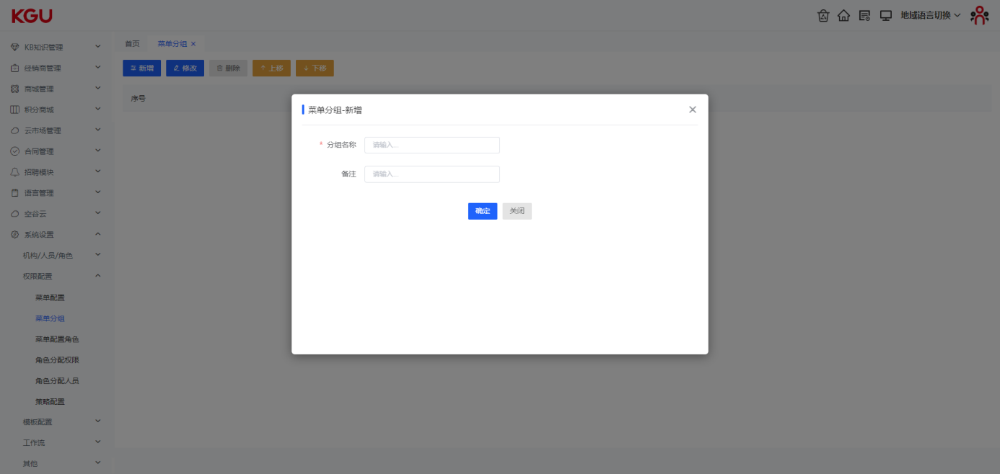 KGU
地域语言切换
KB知识管理
经销商管理
商城管理
积分商城
云市场管理
合同管理
招聘模块
语言管理
空谷云
系统设置
机构/人员/角色
权限配置
菜单配置
菜单分组
菜单配置角色
角色分配权限
角色分配人员
策略配置
模板配置
工作流
其他
首页 菜单分组 ×
新增 修改 删除 上移 下移
序号
菜单分组-新增
* 分组名称 请输入...
备注 请输入...
确定 关闭